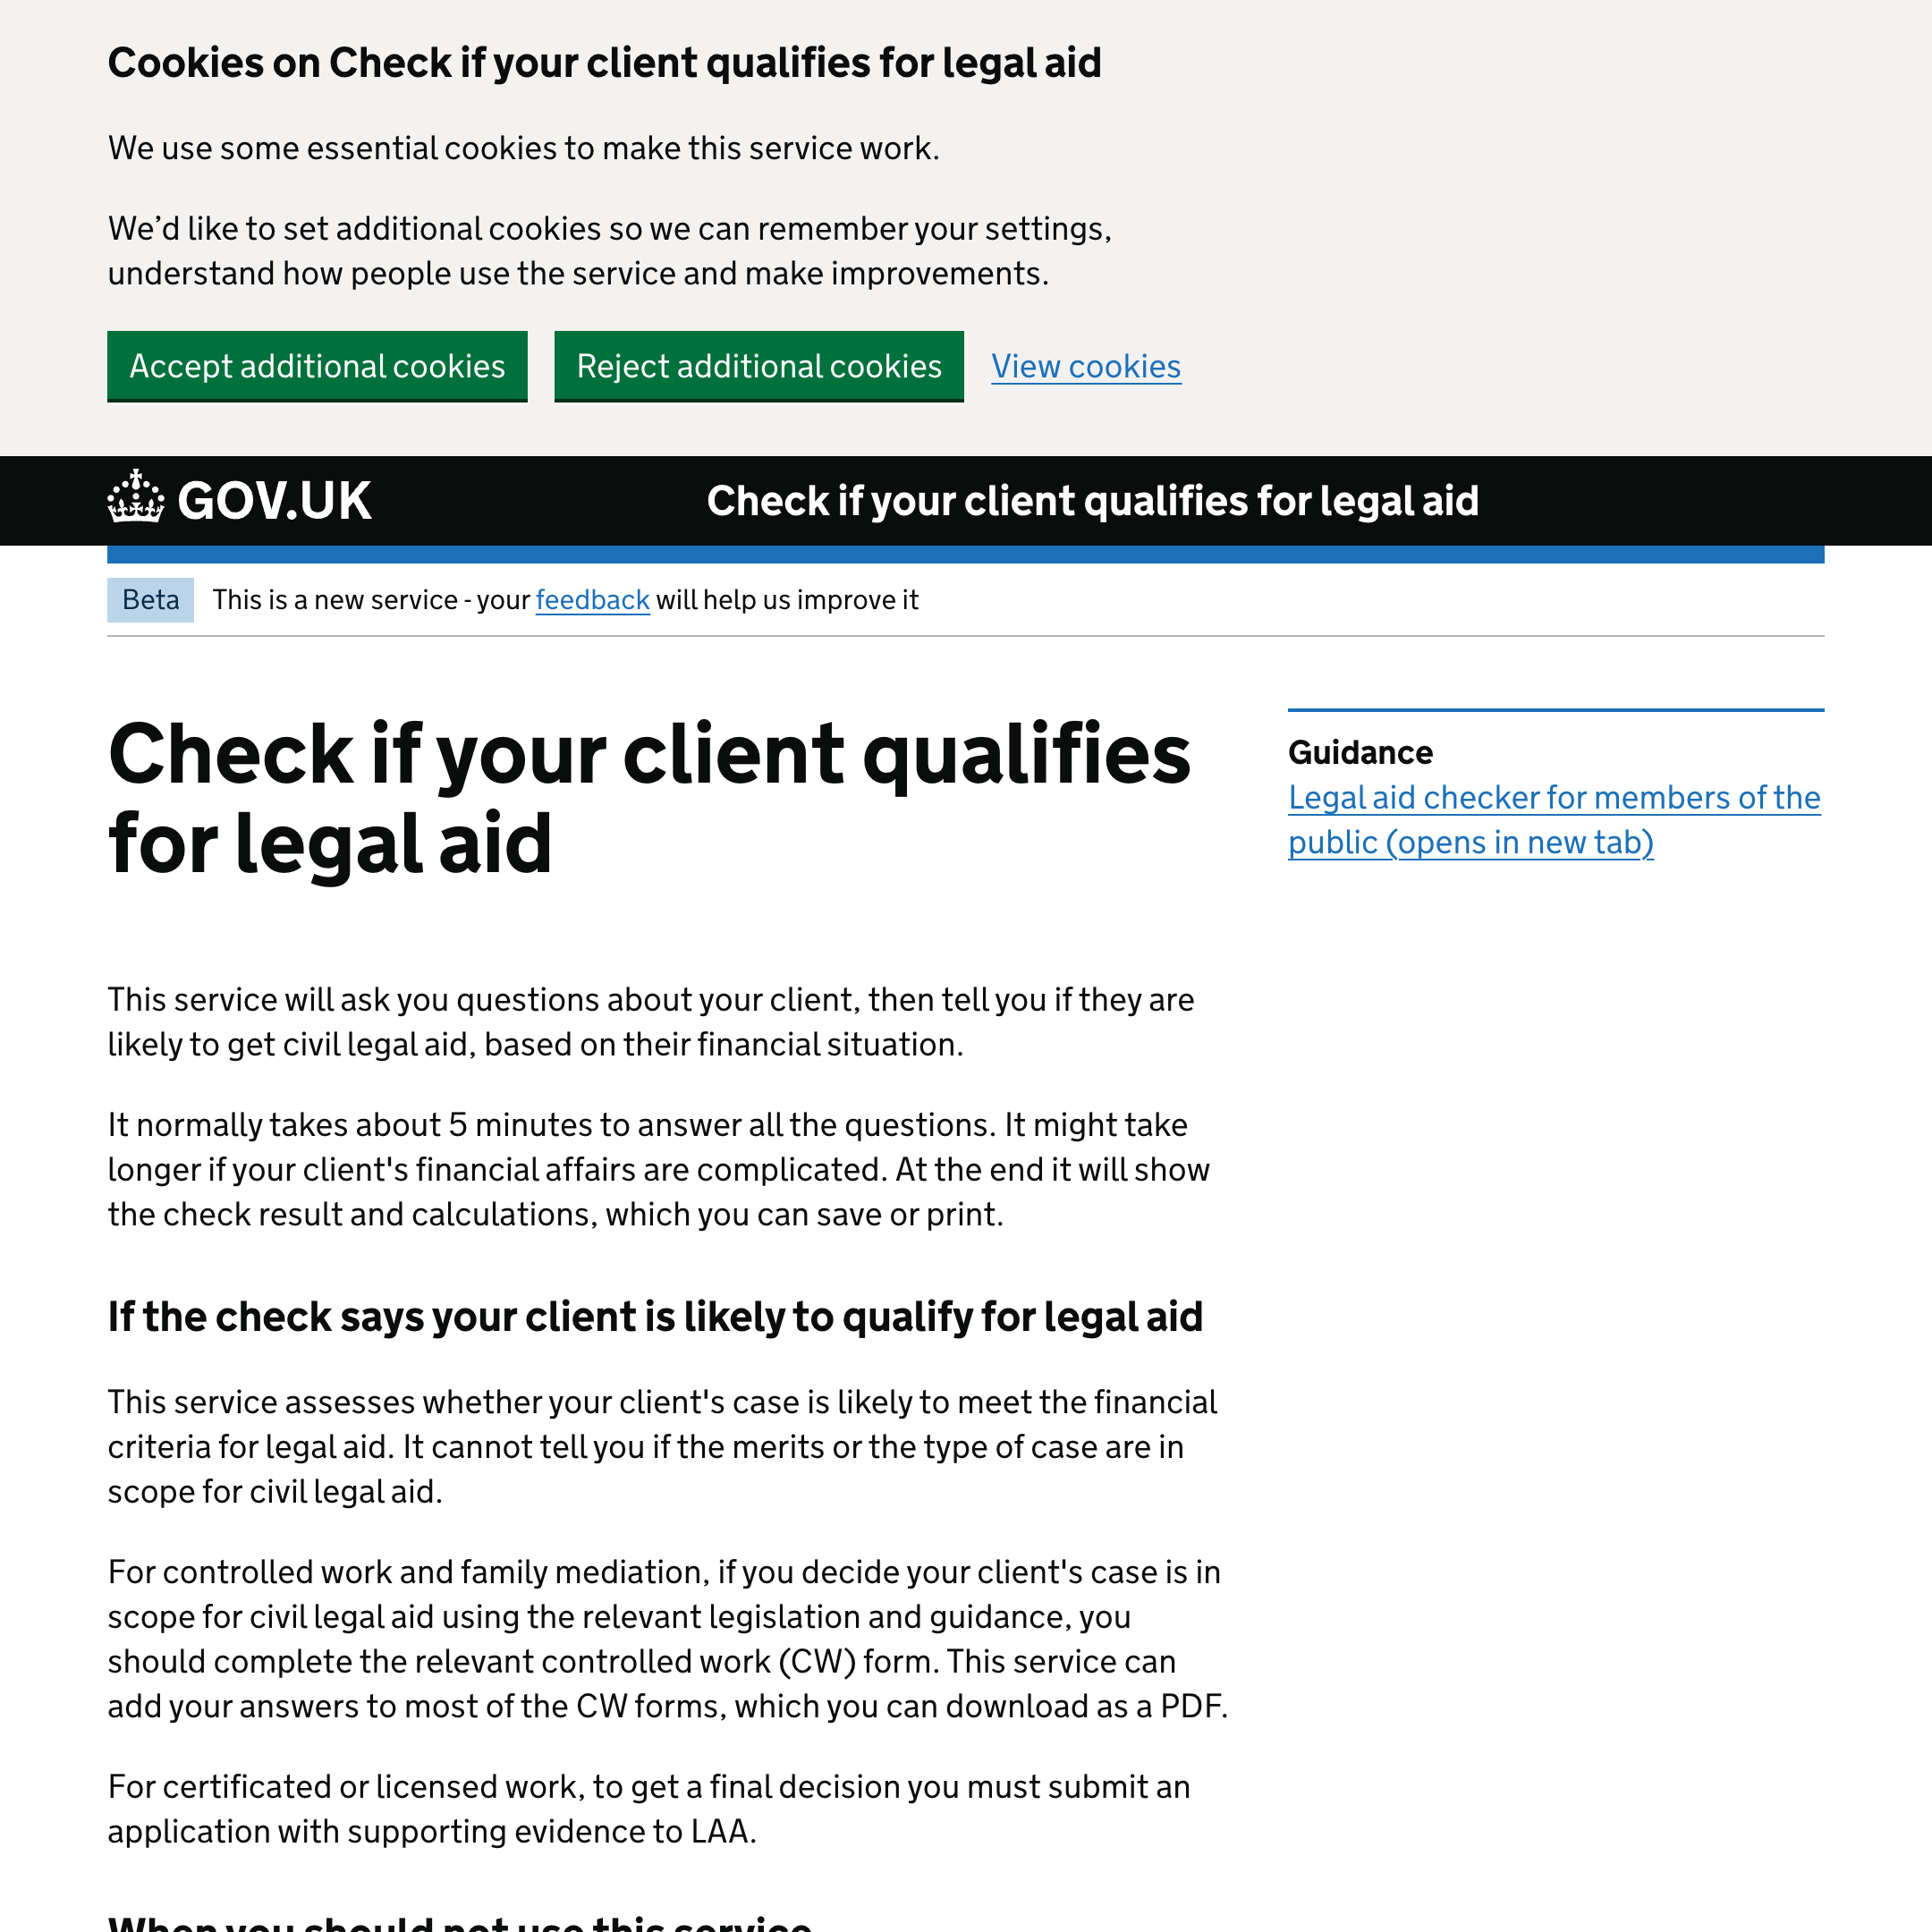 Cookies on Check if your client qualifies for legal aid
We use some essential cookies to make this service work.
We’d like to set additional cookies so we can remember your settings,
understand how people use the service and make improvements.
Accept additional cookies Reject additional cookies View cookies
GOV.UK Check if your client qualifies for legal aid
Beta This is a new service - your feedback will help us improve it
Check if your client qualifies
for legal aid
Guidance
Legal aid checker for members of the
public (opens in new tab)
This service will ask you questions about your client, then tell you if they are
likely to get civil legal aid, based on their financial situation.
It normally takes about 5 minutes to answer all the questions. It might take
longer if your client's financial affairs are complicated. At the end it will show
the check result and calculations, which you can save or print.
If the check says your client is likely to qualify for legal aid
This service assesses whether your client's case is likely to meet the financial
criteria for legal aid. It cannot tell you if the merits or the type of case are in
scope for civil legal aid.
For controlled work and family mediation, if you decide your client's case is in
scope for civil legal aid using the relevant legislation and guidance, you
should complete the relevant controlled work (CW) form. This service can
add your answers to most of the CW forms, which you can download as a PDF.
For certificated or licensed work, to get a final decision you must submit an
application with supporting evidence to LAA.
When you should not use this service